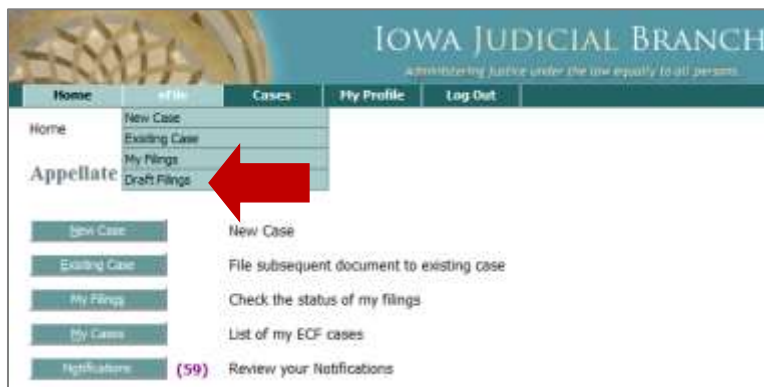 IOWA JUDICIAL BRANCH
Administering justice under the law equally to all persons.
Home eFile Cases My Profile Log Out
New Case
Home
Existing Case
My Filings
Appellate
Draft Filings
New Case New Case
Existing Case File subsequent document to existing case
My Filings Check the status of my filings
My Cases List of my ECF cases
Notifications (59) Review your Notifications